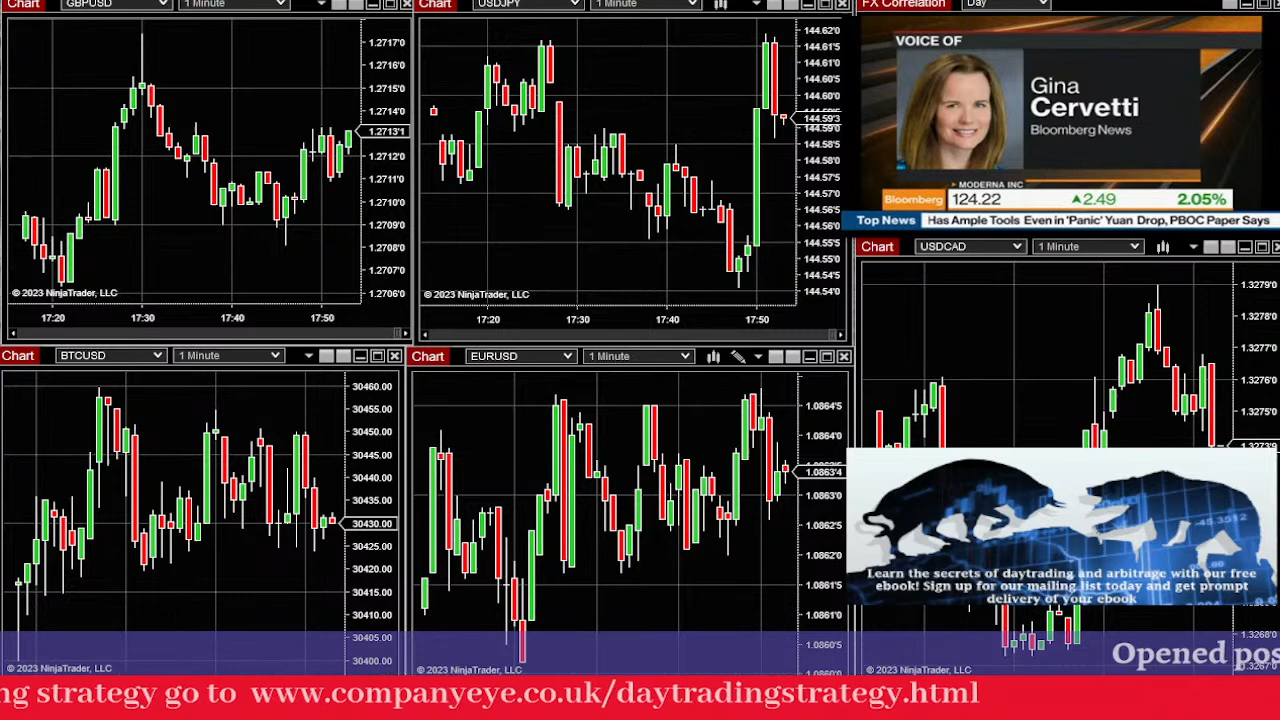 Chart GBPUSD 1 Minute
1.2717'0
1.2716'0
1.2715'0
1.2714'0
1.2713'1
1.2712'0
1.2711'0
1.2710'0
1.2709'0
1.2708'0
1.2707'0
1.2706'0
© 2023 NinjaTrader, LLC
17:20 17:30 17:40 17:50
Chart USDJPY 1 Minute
144.62'0
144.61'5
144.60'5
144.60'0
144.59'3
144.59'0
144.58'5
144.58'0
144.57'5
144.57'0
144.56'5
144.56'0
144.55'5
144.55'0
144.54'5
144.54'0
© 2023 NinjaTrader, LLC
17:20 17:30 17:40 17:50
FX Correlation Day
VOICE OF
Gina
Cervetti
Bloomberg News
MODERNA INC
Bloomberg 124.22 2.49 2.05%
Top News Has Ample Tools Even in 'Panic' Yuan Drop, PBOC Paper Says
Chart USDCAD 1 Minute
1.3279'0
1.3278'0
1.3277'0
1.3276'0
1.3275'0
1.3273'9
Chart BTCUSD 1 Minute
30460.00
30455.00
30450.00
30445.00
30440.00
30435.00
30430.00
30425.00
30420.00
30415.00
30410.00
30405.00
30400.00
© 2023 NinjaTrader, LLC
Chart EURUSD 1 Minute
1.0864'5
1.0864'0
1.0863'4
1.0863'0
1.0862'5
1.0862'0
1.0861'5
1.0861'0
1.0860'5
1.0860'0
© 2023 NinjaTrader, LLC
-45.3512
Learn the secrets of daytrading and arbitrage with our free
ebook! Sign up for our mailing list today and get prompt
delivery of your ebook
1.3268'0
1.3267'0
© 2023 NinjaTrader, LLC
Opened pos
ng strategy go to www.companyeye.co.uk/daytradingstrategy.html